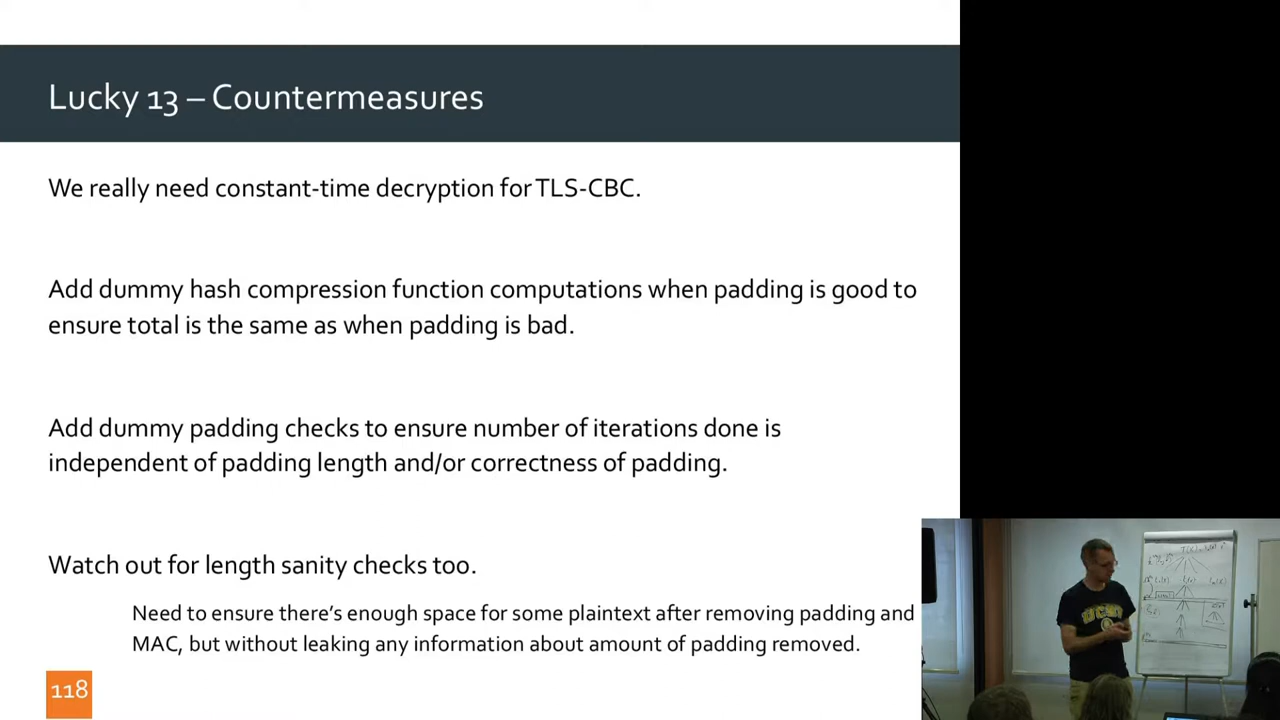 Lucky 13 – Countermeasures
We really need constant-time decryption for TLS-CBC.
Add dummy hash compression function computations when padding is good to
ensure total is the same as when padding is bad.
Add dummy padding checks to ensure number of iterations done is
independent of padding length and/or correctness of padding.
Watch out for length sanity checks too.
Need to ensure there's enough space for some plaintext after removing padding and
MAC, but without leaking any information about amount of padding removed.
118